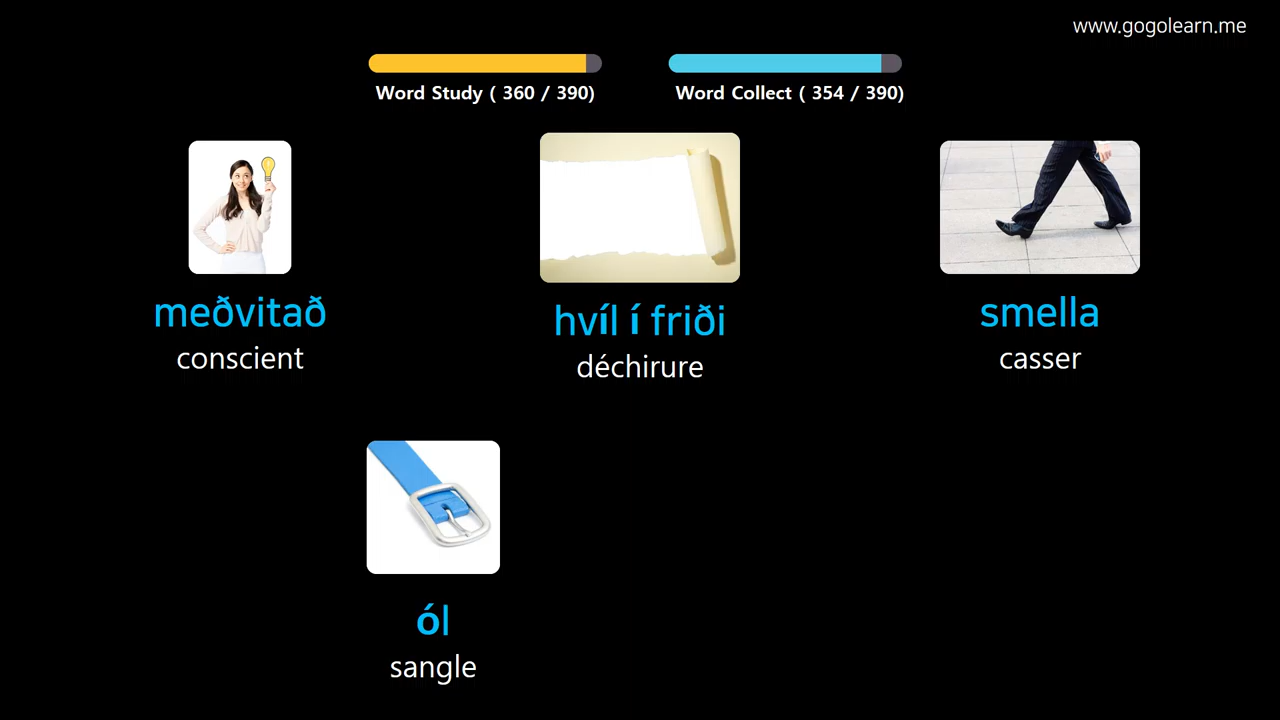 www.gogolearn.me
Word Study ( 360 / 390)
Word Collect ( 354 / 390)
meðvitað
conscient
hvíl í friði
déchirure
smella
casser
ól
sangle